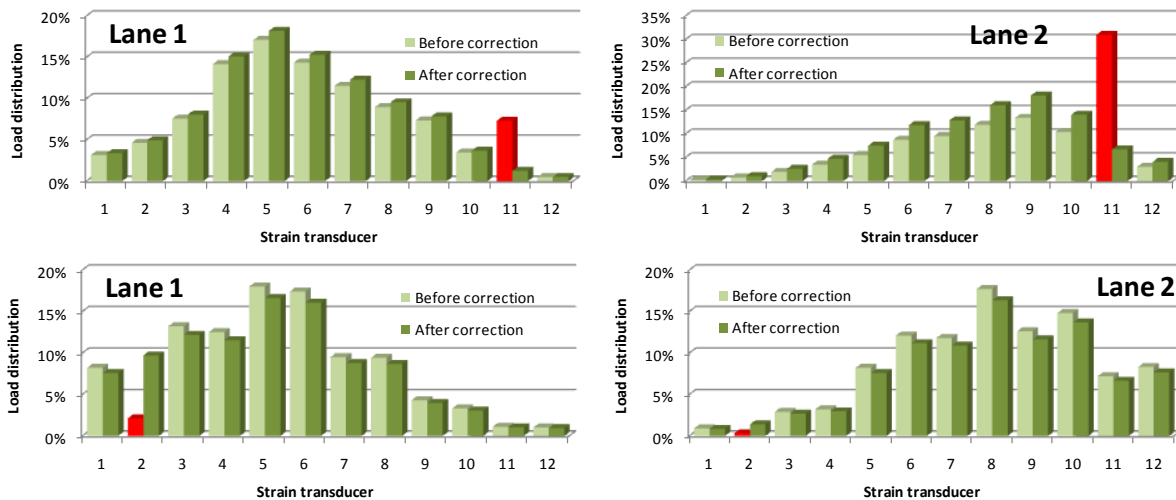 Lane 1
Load distribution
20%
15%
10%
5%
0%
Before correction
After correction
1 2 3 4 5 6 7 8 9 10 11 12
Strain transducer
Lane 2
Load distribution
35%
30%
25%
20%
15%
10%
5%
0%
Before correction
After correction
1 2 3 4 5 6 7 8 9 10 11 12
Strain transducer
Lane 1
Load distribution
20%
15%
10%
5%
0%
Before correction
After correction
1 2 3 4 5 6 7 8 9 10 11 12
Strain transducer
Lane 2
Load distribution
20%
15%
10%
5%
0%
Before correction
After correction
1 2 3 4 5 6 7 8 9 10 11 12
Strain transducer